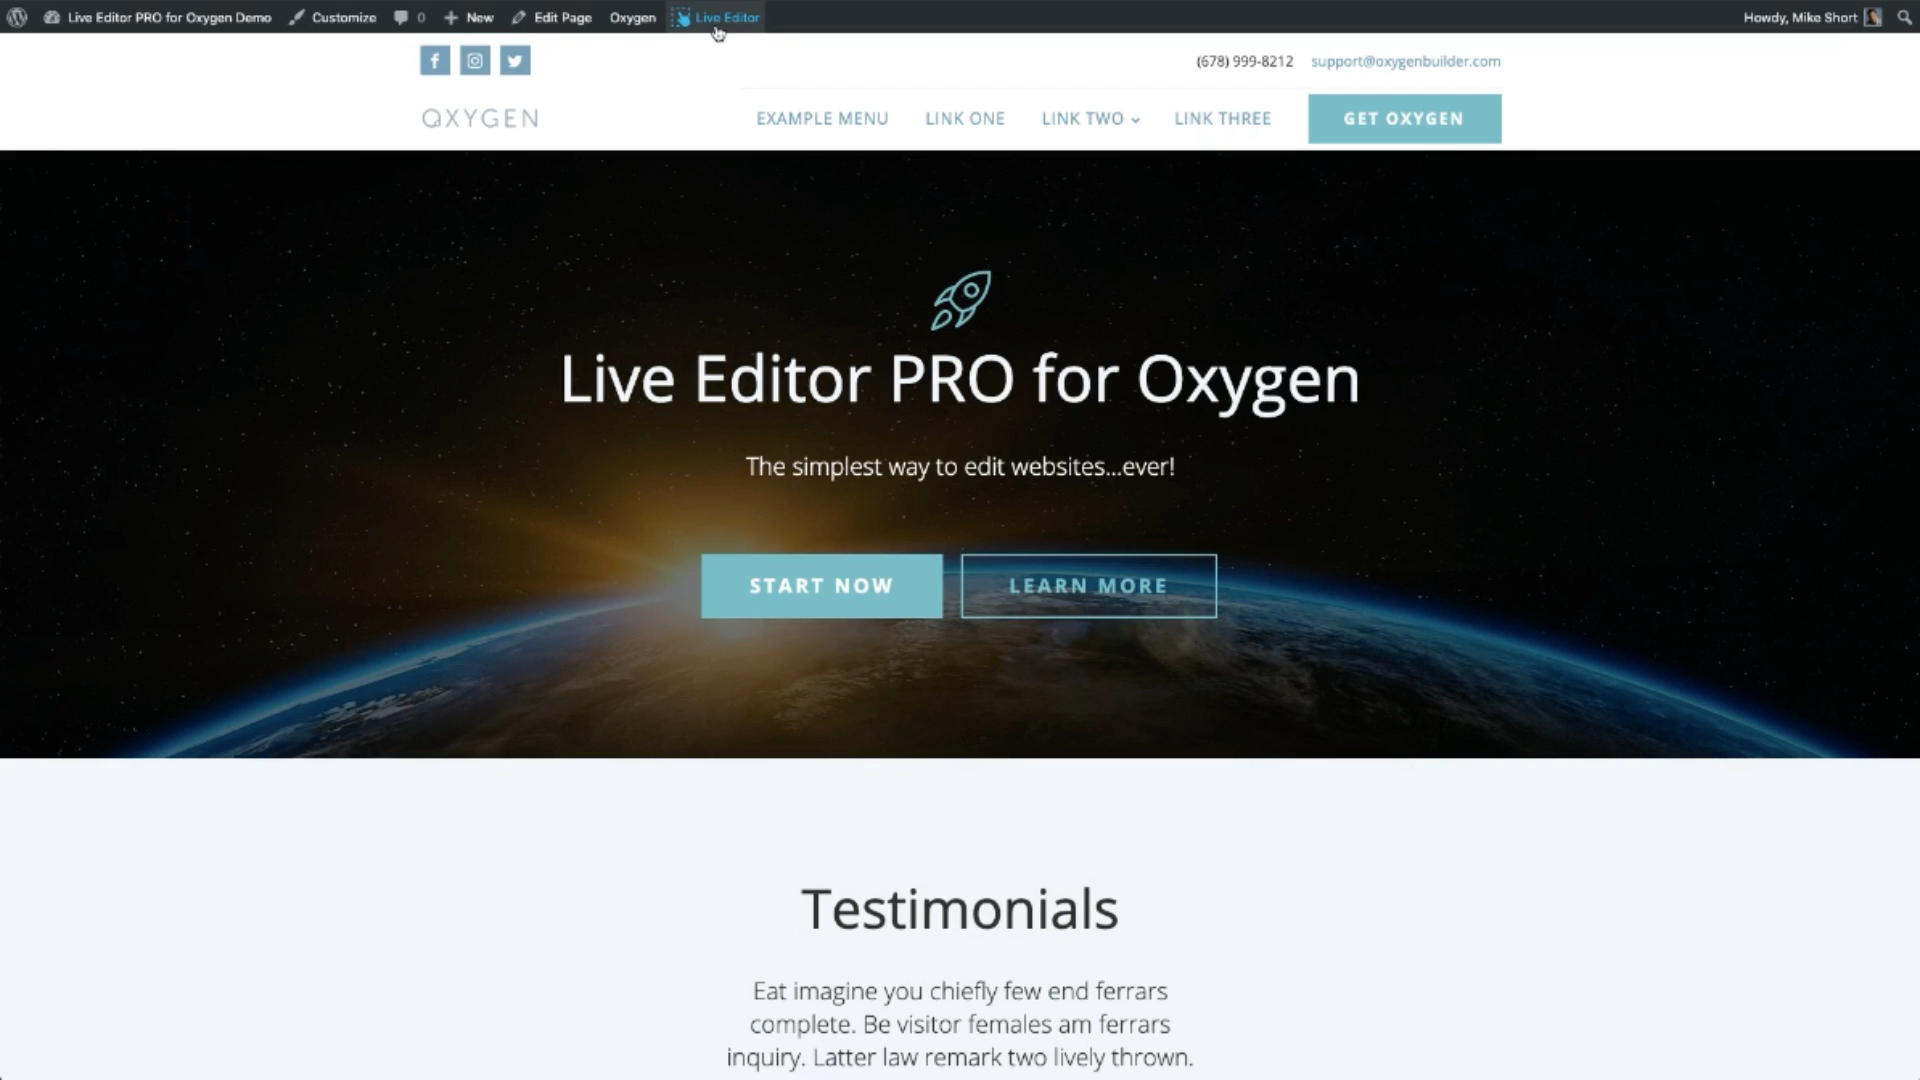 Live Editor PRO for Oxygen Demo Customize 0 New Edit Page Oxygen Live Editor Howdy, Mike Short
(678) 999-8212 support@oxygenbuilder.com
OXYGEN EXAMPLE MENU LINK ONE LINK TWO LINK THREE GET OXYGEN
Live Editor PRO for Oxygen
The simplest way to edit websites...ever!
START NOW LEARN MORE
Testimonials
Eat imagine you chiefly few end ferrars
complete. Be visitor females am ferrars
inquiry. Latter law remark two lively thrown.